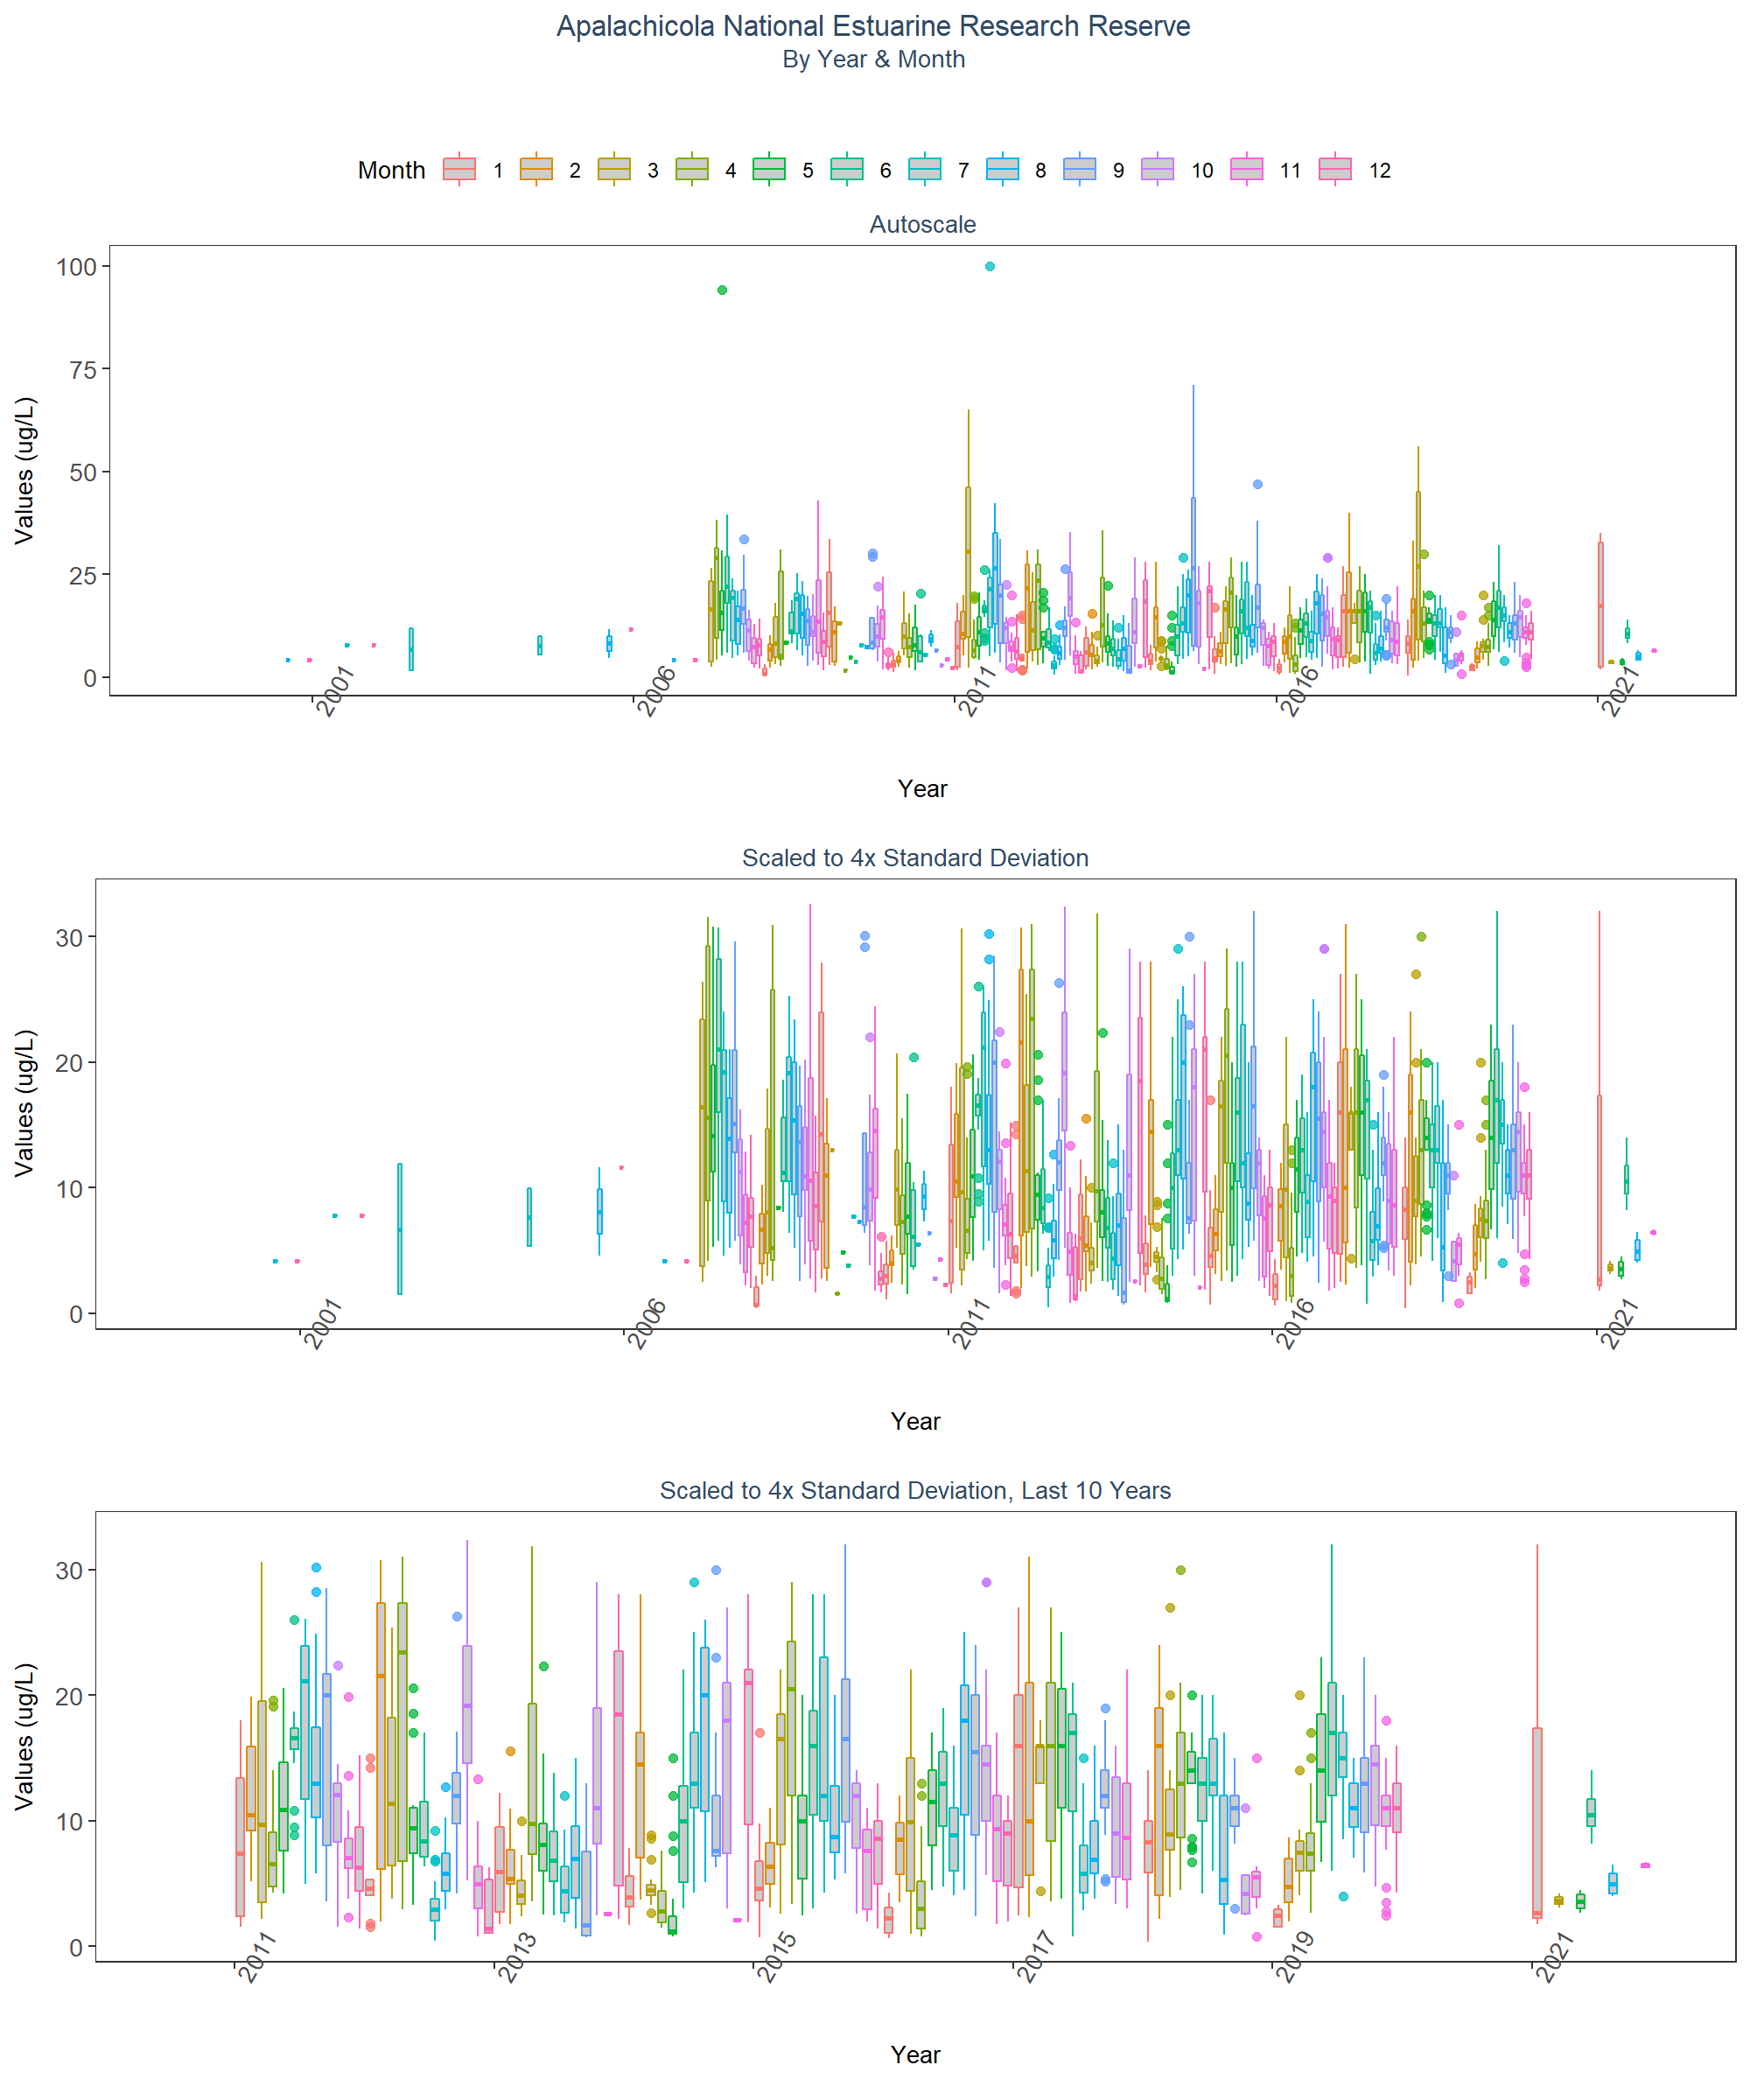 Apalachicola National Estuarine Research Reserve
By Year & Month
Month 1 2 3 4 5 6 7 8 9 10 11 12
Autoscale
100
75
50
25
0
Values (ug/L)
2001 2006 2011 2016 2021
Year
Scaled to 4x Standard Deviation
30
20
10
0
Values (ug/L)
2001 2006 2011 2016 2021
Year
Scaled to 4x Standard Deviation, Last 10 Years
30
20
10
0
Values (ug/L)
2011 2013 2015 2017 2019 2021
Year